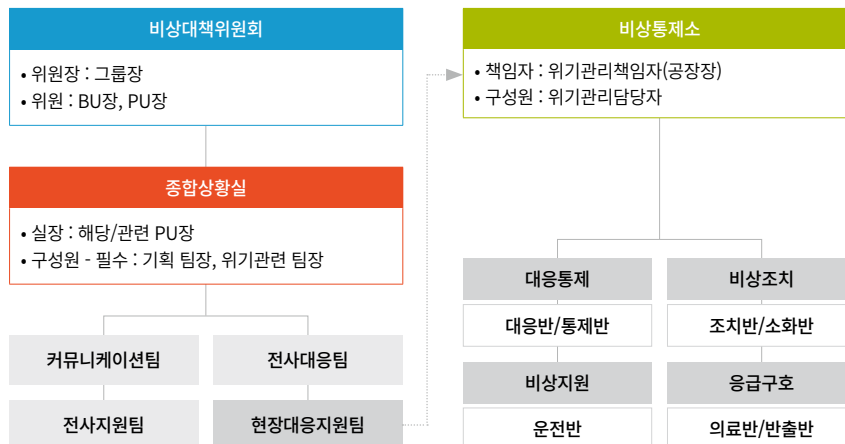 비상대책위원회
• 위원장 : 그룹장
• 위원 : BU장, PU장
종합상황실
• 실장 : 해당/관련 PU장
• 구성원 - 필수 : 기획 팀장, 위기관련 팀장
커뮤니케이션팀
전사대응팀
전사지원팀
현장대응지원팀
비상통제소
• 책임자 : 위기관리책임자(공장장)
• 구성원 : 위기관리담당자
대응통제
비상조치
대응반/통제반
조치반/소화반
비상지원
응급구호
운전반
의료반/반출반